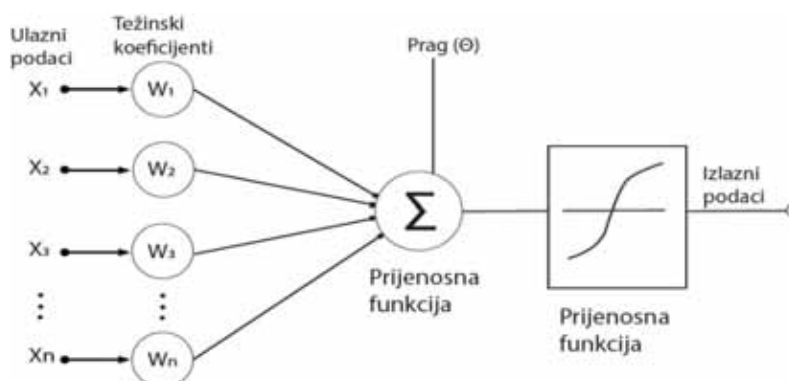 Ulazni
podaci
Težinski
koeficijenti
Prag (Θ)
X₁
W₁
X₂
W₂
X₃
W₃
Xn
Wn
Σ
Prijenosna
funkcija
Prijenosna
funkcija
Izlazni
podaci